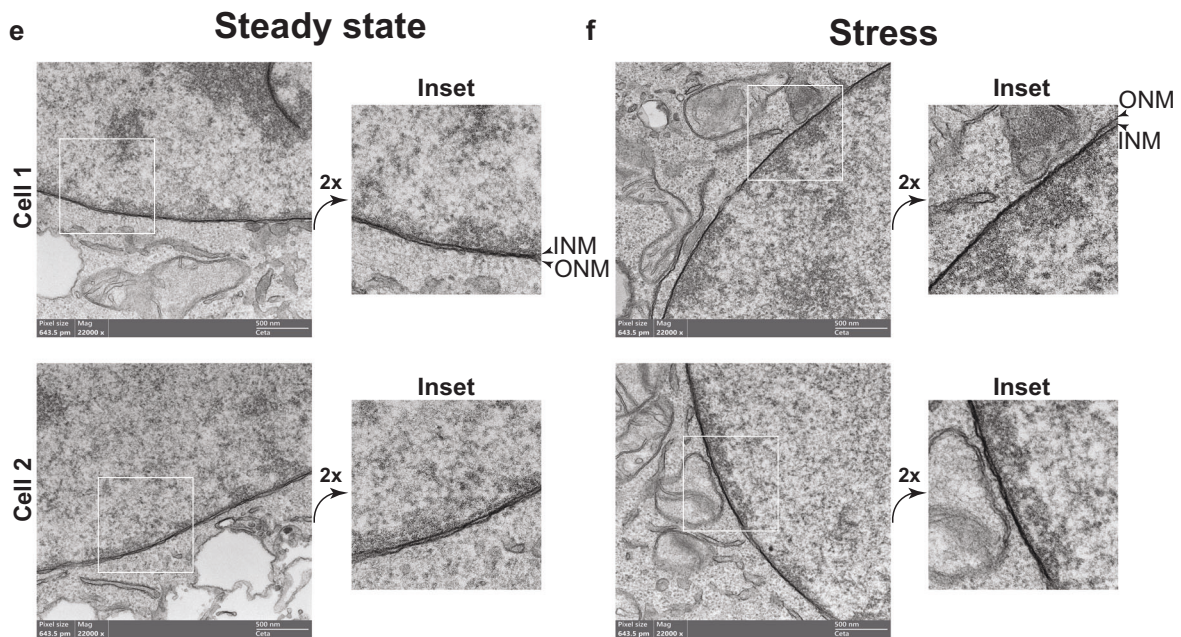 e
Steady state
Cell 1
Inset
2x
INM
ONM
Pixel size
Mag
643.5 pm
22000 x
500 nm
Ceta
Cell 2
Inset
2x
Pixel size
Mag
643.5 pm
22000 x
500 nm
Ceta
f
Stress
Inset
2x
ONM
INM
Pixel size
Mag
643.5 pm
22000 x
500 nm
Ceta
Inset
2x
Pixel size
Mag
643.5 pm
22000 x
500 nm
Ceta